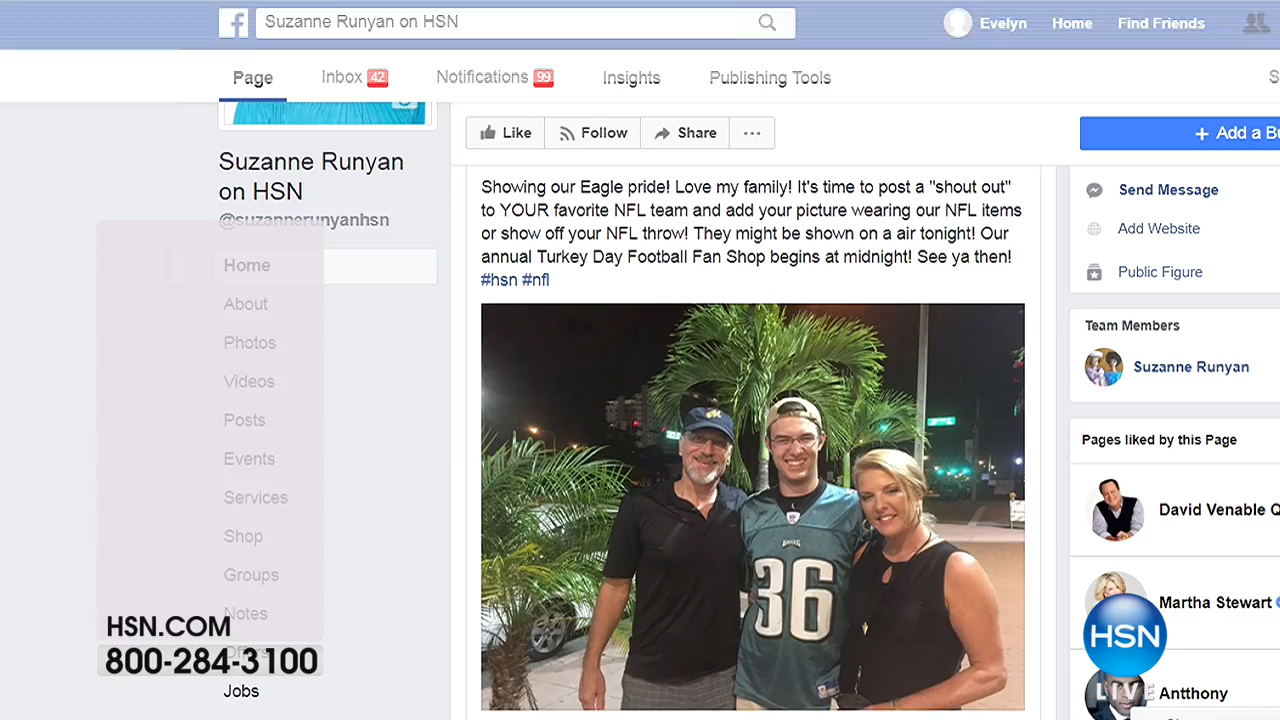 Suzanne Runyan on HSN
Evelyn Home Find Friends
Page Inbox 42 Notifications 99 Insights Publishing Tools S
Like Follow Share ...
+ Add a Bu
Suzanne Runyan
on HSN
@suzannerunyanhsn
Home
About
Photos
Videos
Posts
Events
Services
Shop
Groups
Notes
Offers
Jobs
HSN.COM
800-284-3100
Showing our Eagle pride! Love my family! It's time to post a "shout out"
to YOUR favorite NFL team and add your picture wearing our NFL items
or show off your NFL throw! They might be shown on a air tonight! Our
annual Turkey Day Football Fan Shop begins at midnight! See ya then!
#hsn #nfl
EAGLES
36
Send Message
Add Website
Public Figure
Team Members
Suzanne Runyan
Pages liked by this Page
David Venable Q
Martha Stewart
Antthony
HSN
LIVE